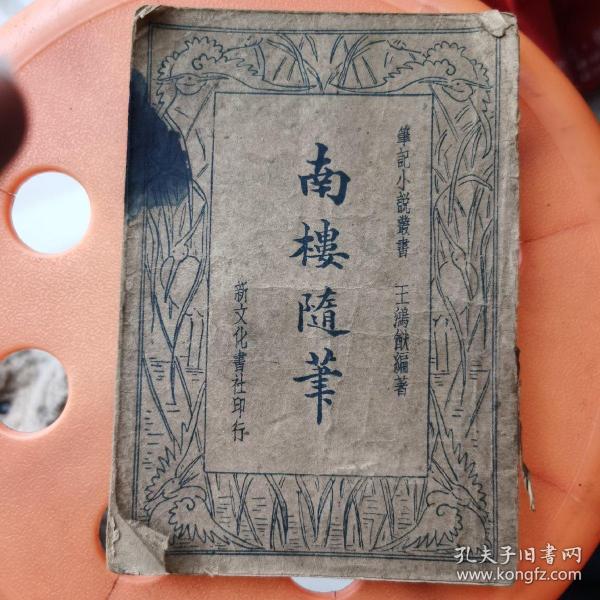 筆記小說叢書 王鴻猷編著
南樓隨筆
新文化書社印行
孔夫子旧书网
www.kongfz.com